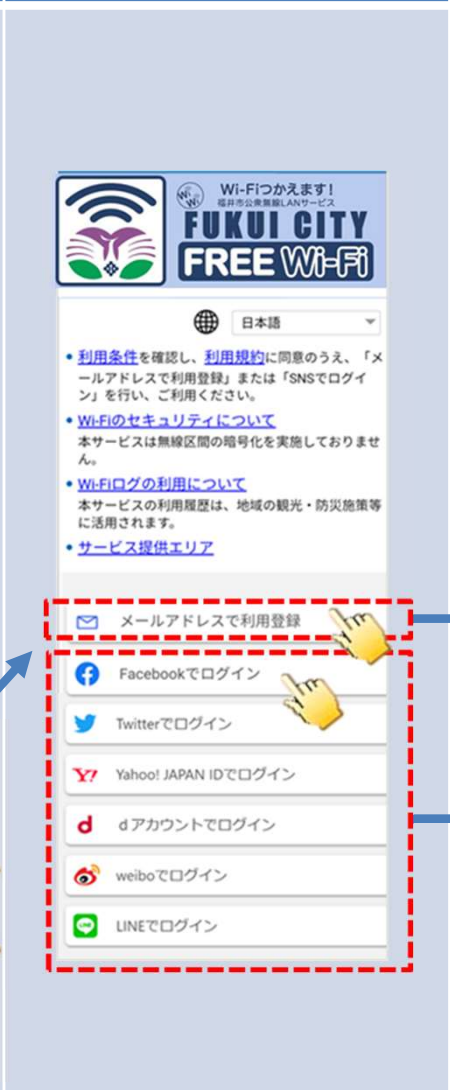 Wi-Fiつかえます!
Wi Wi
福井市公衆無線LANサービス
FUKUI CITY
FREE Wi-Fi
日本語
利用条件を確認し、利用規約に同意のうえ、「メ
ールアドレスで利用登録」または「SNSでログイ
ン」を行い、ご利用ください。
Wi-Fiのセキュリティについて
本サービスは無線区間の暗号化を実施しておりませ
ん。
Wi-Fiログの利用について
本サービスの利用履歴は、地域の観光・防災施策等
に活用されます。
サービス提供エリア
メールアドレスで利用登録
Facebookでログイン
Twitterでログイン
Y! Yahoo! JAPAN IDでログイン
d dアカウントでログイン
weiboでログイン
LINE LINEでログイン